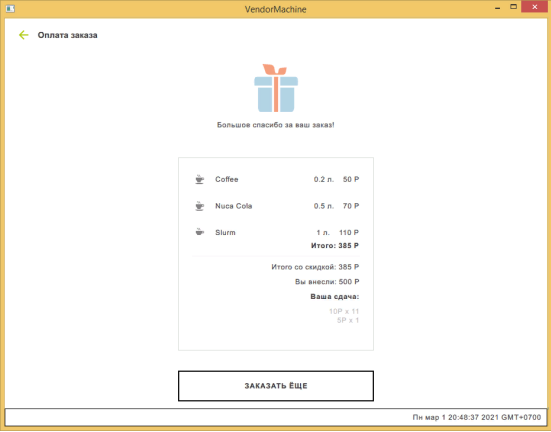 VendorMachine
Оплата заказа
Большое спасибо за ваш заказ!
Coffee 0.2 л. 50 Р
Nuca Cola 0.5 л. 70 Р
Slurm 1 л. 110 Р
Итого: 385 Р
Итого со скидкой: 385 Р
Вы внесли: 500 Р
Ваша сдача:
10Р x 11
5Р x 1
ЗАКАЗАТЬ ЁЩЕ
Пн мар 1 20:48:37 2021 GMT+0700